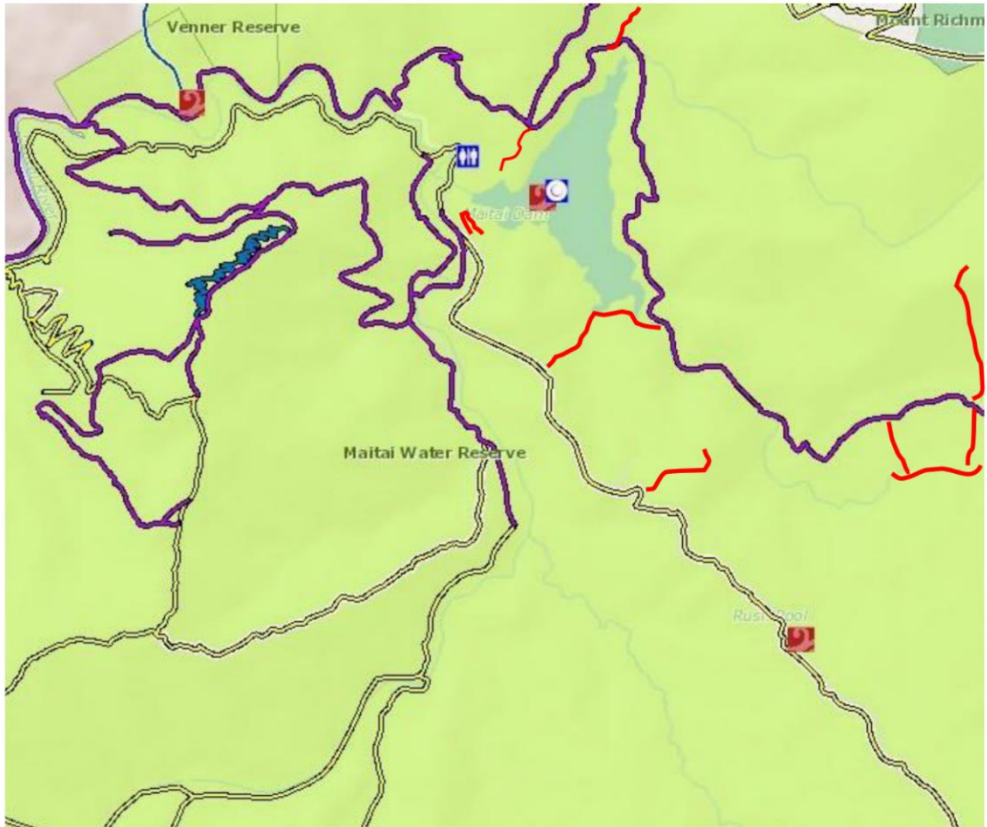 Venner Reserve
Mount Richm
Maitai Dam
Maitai Water Reserve
Rush Pool